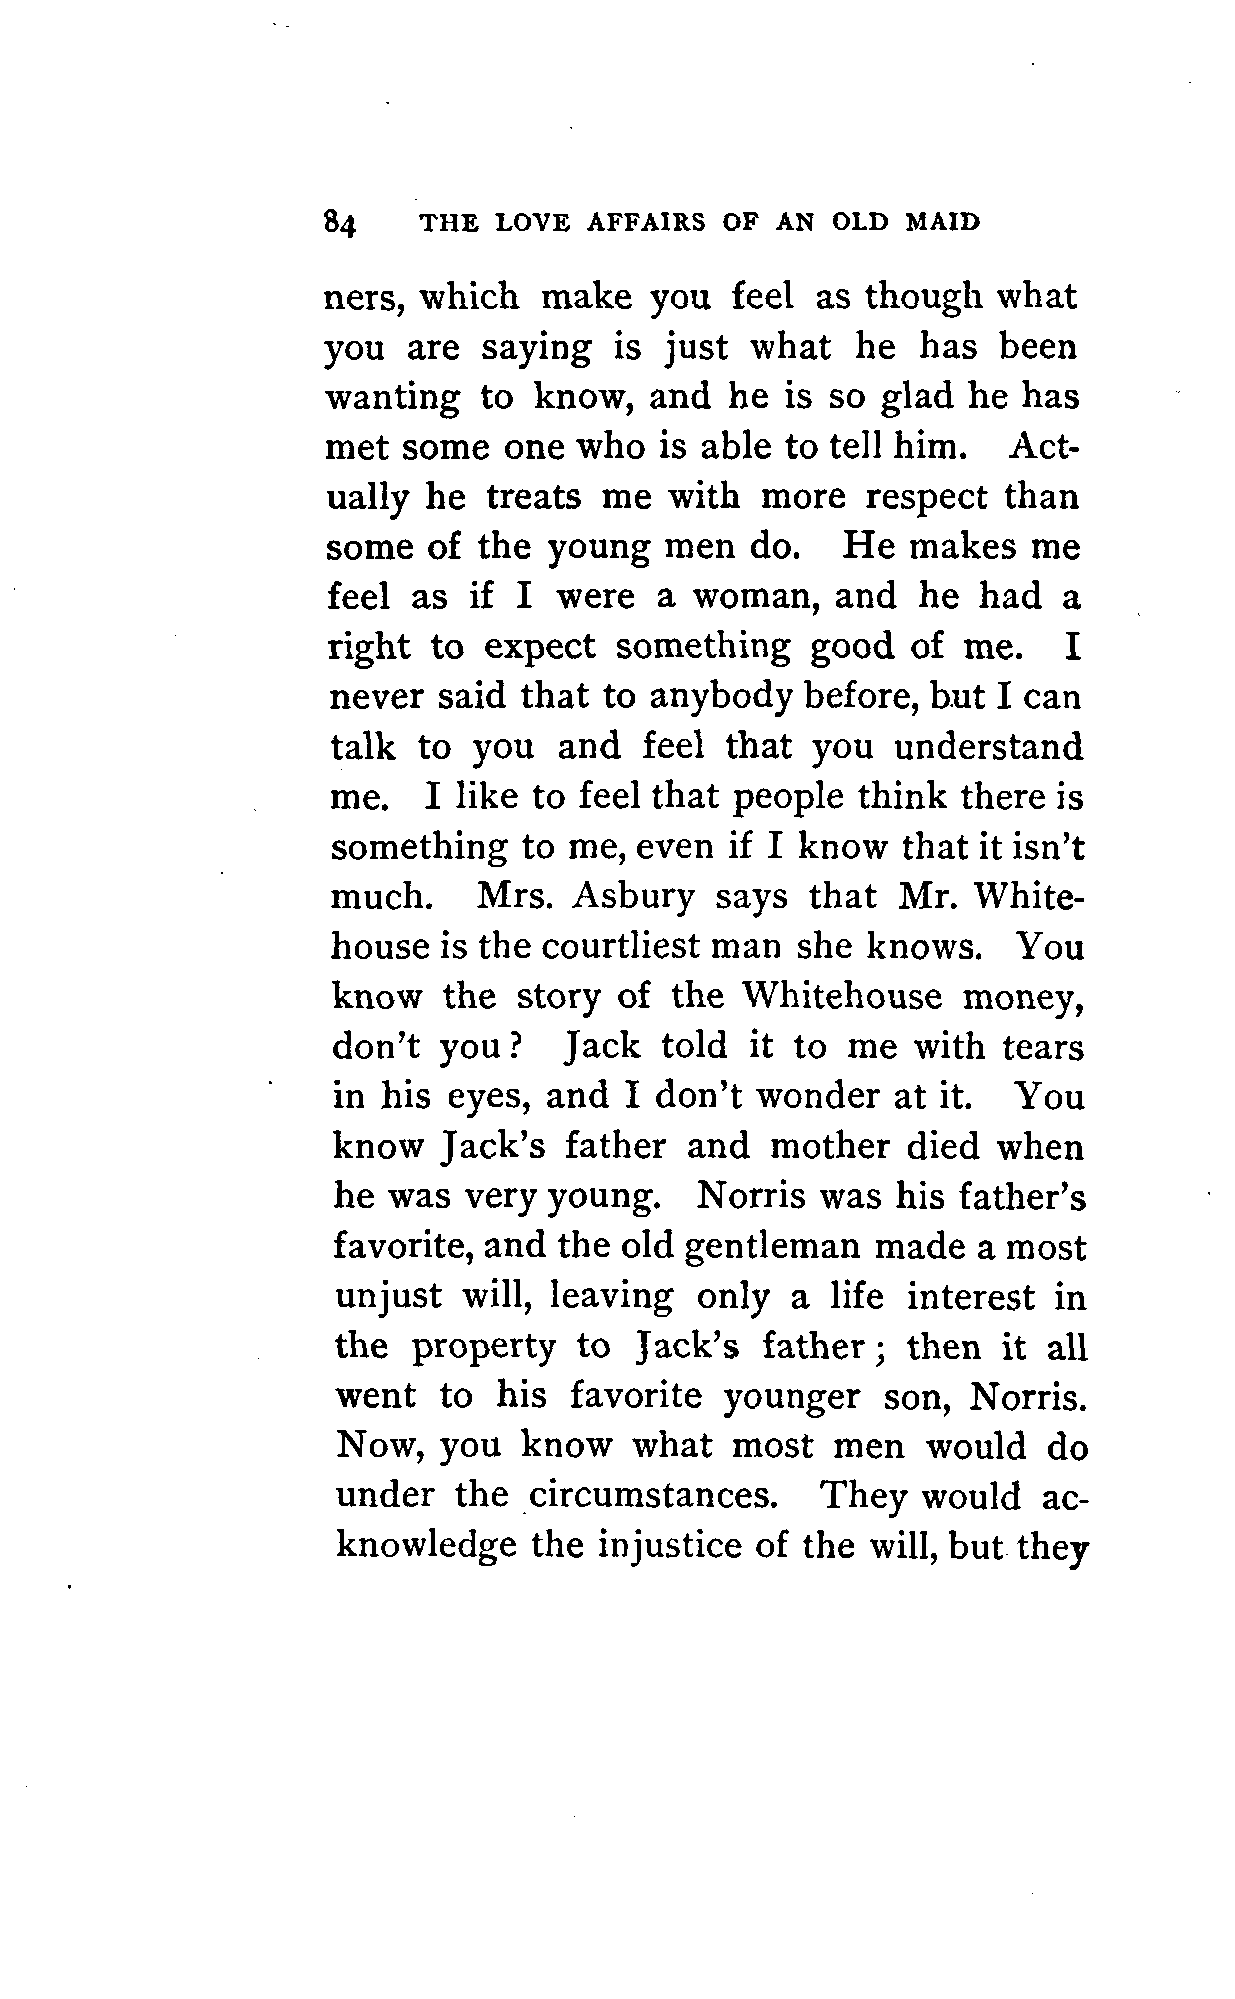 84 THE LOVE AFFAIRS OF AN OLD MAID
ners, which make you feel as though what
you are saying is just what he has been
wanting to know, and he is so glad he has
met some one who is able to tell him. Act-
ually he treats me with more respect than
some of the young men do. He makes me
feel as if I were a woman, and he had a
right to expect something good of me. I
never said that to anybody before, but I can
talk to you and feel that you understand
me. I like to feel that people think there is
something to me, even if I know that it isn't
much. Mrs. Asbury says that Mr. White-
house is the courtliest man she knows. You
know the story of the Whitehouse money,
don't you? Jack told it to me with tears
in his eyes, and I don't wonder at it. You
know Jack's father and mother died when
he was very young. Norris was his father's
favorite, and the old gentleman made a most
unjust will, leaving only a life interest in
the property to Jack's father; then it all
went to his favorite younger son, Norris.
Now, you know what most men would do
under the circumstances. They would ac-
knowledge the injustice of the will, but they